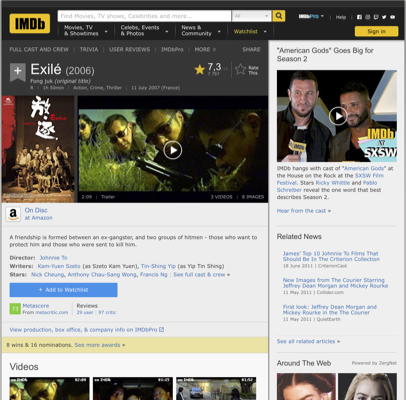 IMDb
Find Movies, TV shows, Celebrities and more...
All
IMDbPro
Help
Movies, TV
& Showtimes
Celebs, Events
& Photos
News &
Community
Watchlist
Sign in
FULL CAST AND CREW | TRIVIA | USER REVIEWS | IMDbPro | MORE
SHARE
Exilé (2006)
Fong juk (original title)
1h 50min | Action, Crime, Thriller | 11 July 2007 (France)
7,3
Rate
This
2:09 | Trailer
3 VIDEOS | 8 IMAGES
On Disc
at Amazon
A friendship is formed between an ex-gangster, and two groups of hitmen - those who want to
protect him and those who were sent to kill him.
Director: Johnnie To
Writers: Kam-Yuen Szeto (as Szeto Kam Yuen), Tin-Shing Yip (as Yip Tin Shing)
Stars: Nick Cheung, Anthony Chau-Sang Wong, Francis Ng | See full cast & crew »
+ Add to Watchlist
Metascore
From metacritic.com
Reviews
29 user | 97 critic
View production, box office, & company info on IMDbPro
8 wins & 16 nominations. See more awards »
Videos
"American Gods" Goes Big for
Season 2
IMDb
at
SXSW
IMDb hangs with cast of "American Gods" at
the House on the Rock at the SXSW Film
Festival. Stars Ricky Whittle and Pablo
Schreiber reveal the one word that best
describes Season 2.
Hear from the cast »
Related News
James' Top 10 Johnnie To Films That
Should Be In The Criterion Collection
18 June 2011 | CriterionCast
New Images from The Courier Starring
Jeffrey Dean Morgan and Mickey Rourke
11 May 2011 | Collider.com
First look: Jeffrey Dean Morgan and
Mickey Rourke in the The Courier
11 May 2011 | QuietEarth
See all related articles »
Around The Web
Powered by ZergNet